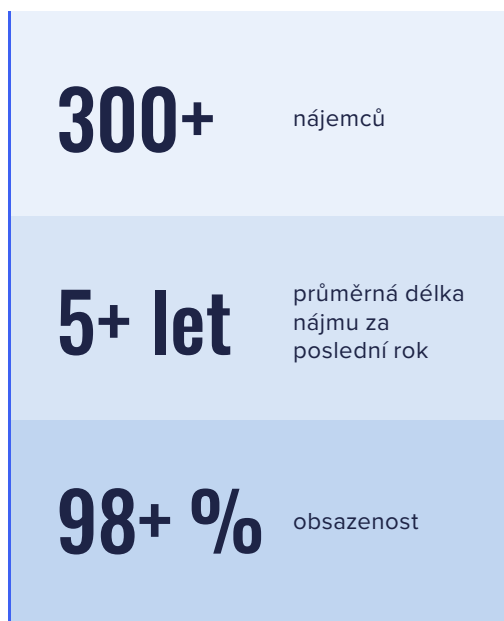 300+
nájemců
5+ let
průměrná délka
nájmu za
poslední rok
98+ %
obsazenost